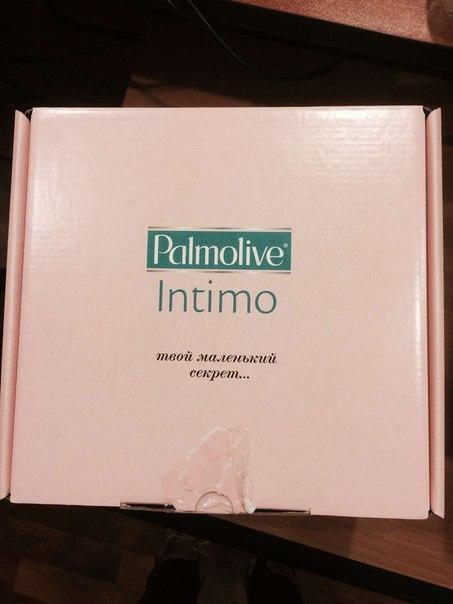 Palmolive®
Intimo
твой маленький
секрет...